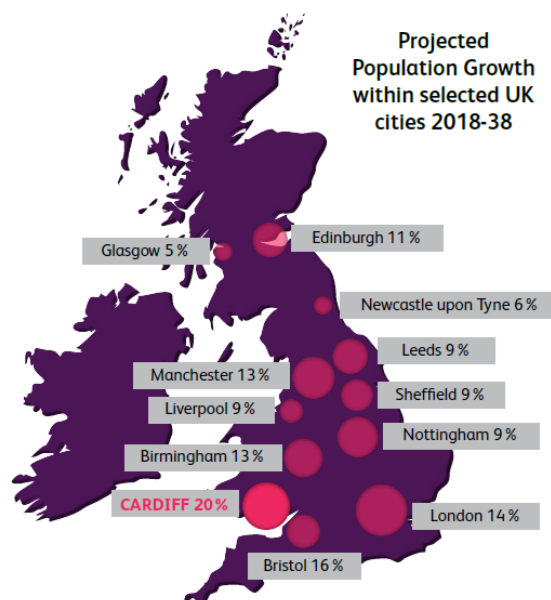 Projected
Population Growth
within selected UK
cities 2018-38
Edinburgh 11 %
Glasgow 5 %
Newcastle upon Tyne 6 %
Leeds 9 %
Manchester 13 %
Sheffield 9 %
Liverpool 9 %
Nottingham 9 %
Birmingham 13 %
CARDIFF 20 %
London 14 %
Bristol 16 %